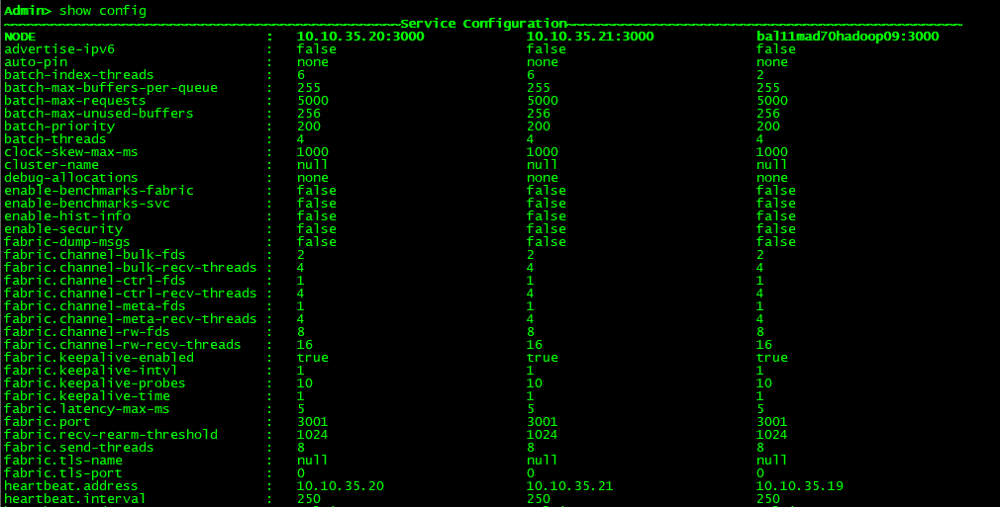 Admin> show config
~~~~~~~~~~~~~~~~~~~~~~~~~~~~~~~~~~~~~~~~~~~~~~~~~~Service Configuration~~~~~~~~~~~~~~~~~~~~~~~~~~~~~~~~~~~~~~~~~~~~~~~~~~
NODE : 10.10.35.20:3000 10.10.35.21:3000 bal11mad70hadoop09:3000
advertise-ipv6 : false false false
auto-pin : none none none
batch-index-threads : 6 6 2
batch-max-buffers-per-queue : 255 255 255
batch-max-requests : 5000 5000 5000
batch-max-unused-buffers : 256 256 256
batch-priority : 200 200 200
batch-threads : 4 4 4
clock-skew-max-ms : 1000 1000 1000
cluster-name : null null null
debug-allocations : none none none
enable-benchmarks-fabric : false false false
enable-benchmarks-svc : false false false
enable-hist-info : false false false
enable-security : false false false
fabric-dump-msgs : false false false
fabric.channel-bulk-fds : 2 2 2
fabric.channel-bulk-recv-threads : 4 4 4
fabric.channel-ctrl-fds : 1 1 1
fabric.channel-ctrl-recv-threads : 4 4 4
fabric.channel-meta-fds : 1 1 1
fabric.channel-meta-recv-threads : 4 4 4
fabric.channel-rw-fds : 8 8 8
fabric.channel-rw-recv-threads : 16 16 16
fabric.keepalive-enabled : true true true
fabric.keepalive-intvl : 1 1 1
fabric.keepalive-probes : 10 10 10
fabric.keepalive-time : 1 1 1
fabric.latency-max-ms : 5 5 5
fabric.port : 3001 3001 3001
fabric.recv-rearm-threshold : 1024 1024 1024
fabric.send-threads : 8 8 8
fabric.tls-name : null null null
fabric.tls-port : 0 0 0
heartbeat.address : 10.10.35.20 10.10.35.21 10.10.35.19
heartbeat.interval : 250 250 250